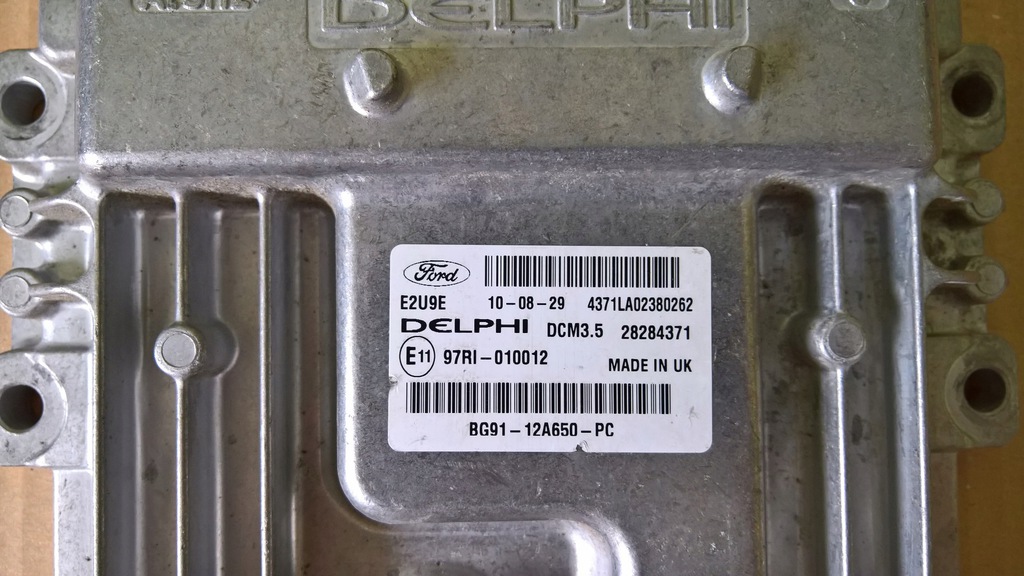 DELPHI
Ford
E2U9E 10-08-29 4371LA02380262
DELPHI DCM3.5 28284371
E11 97RI-010012 MADE IN UK
BG91-12A650-PC